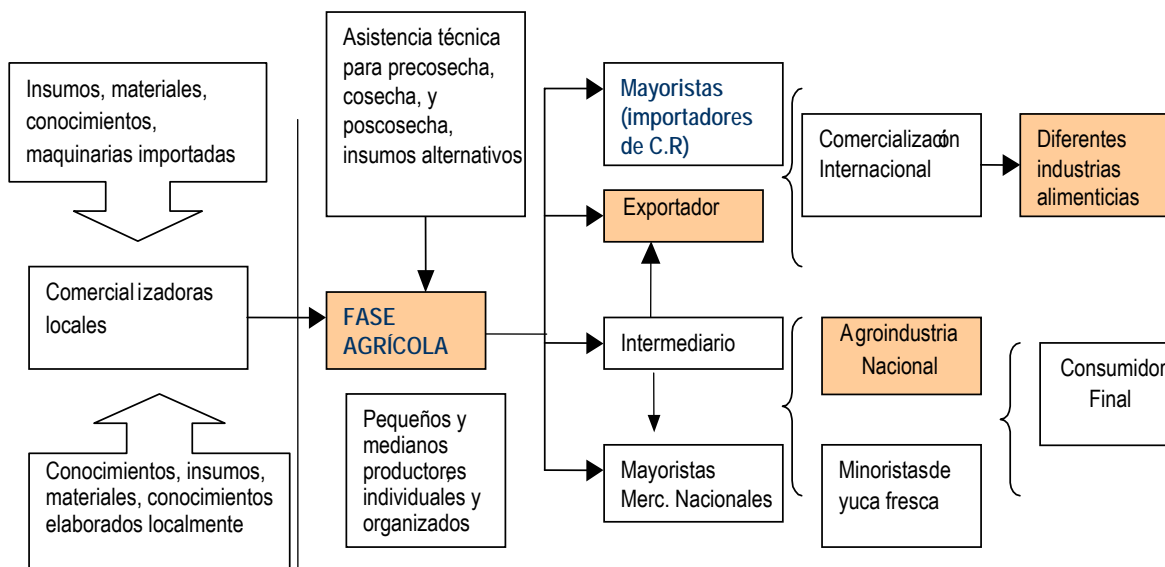 Insumos, materiales,
conocimientos,
maquinarias importadas
Comercializadoras
locales
Conocimientos, insumos,
materiales, conocimientos
elaborados localmente
Asistencia técnica
para precosecha,
cosecha, y
poscosecha,
insumos alternativos
FASE
AGRÍCOLA
Pequeños y
medianos
productores,
individuales y
organizados
Mayoristas
(importadores
de C.R)
Exportador
Intermediario
Mayoristas
Merc. Nacionales
Comercialización
Internacional
Diferentes
industrias
alimenticias
Agroindustria
Nacional
Minoristas de
yuca fresca
Consumidor
Final